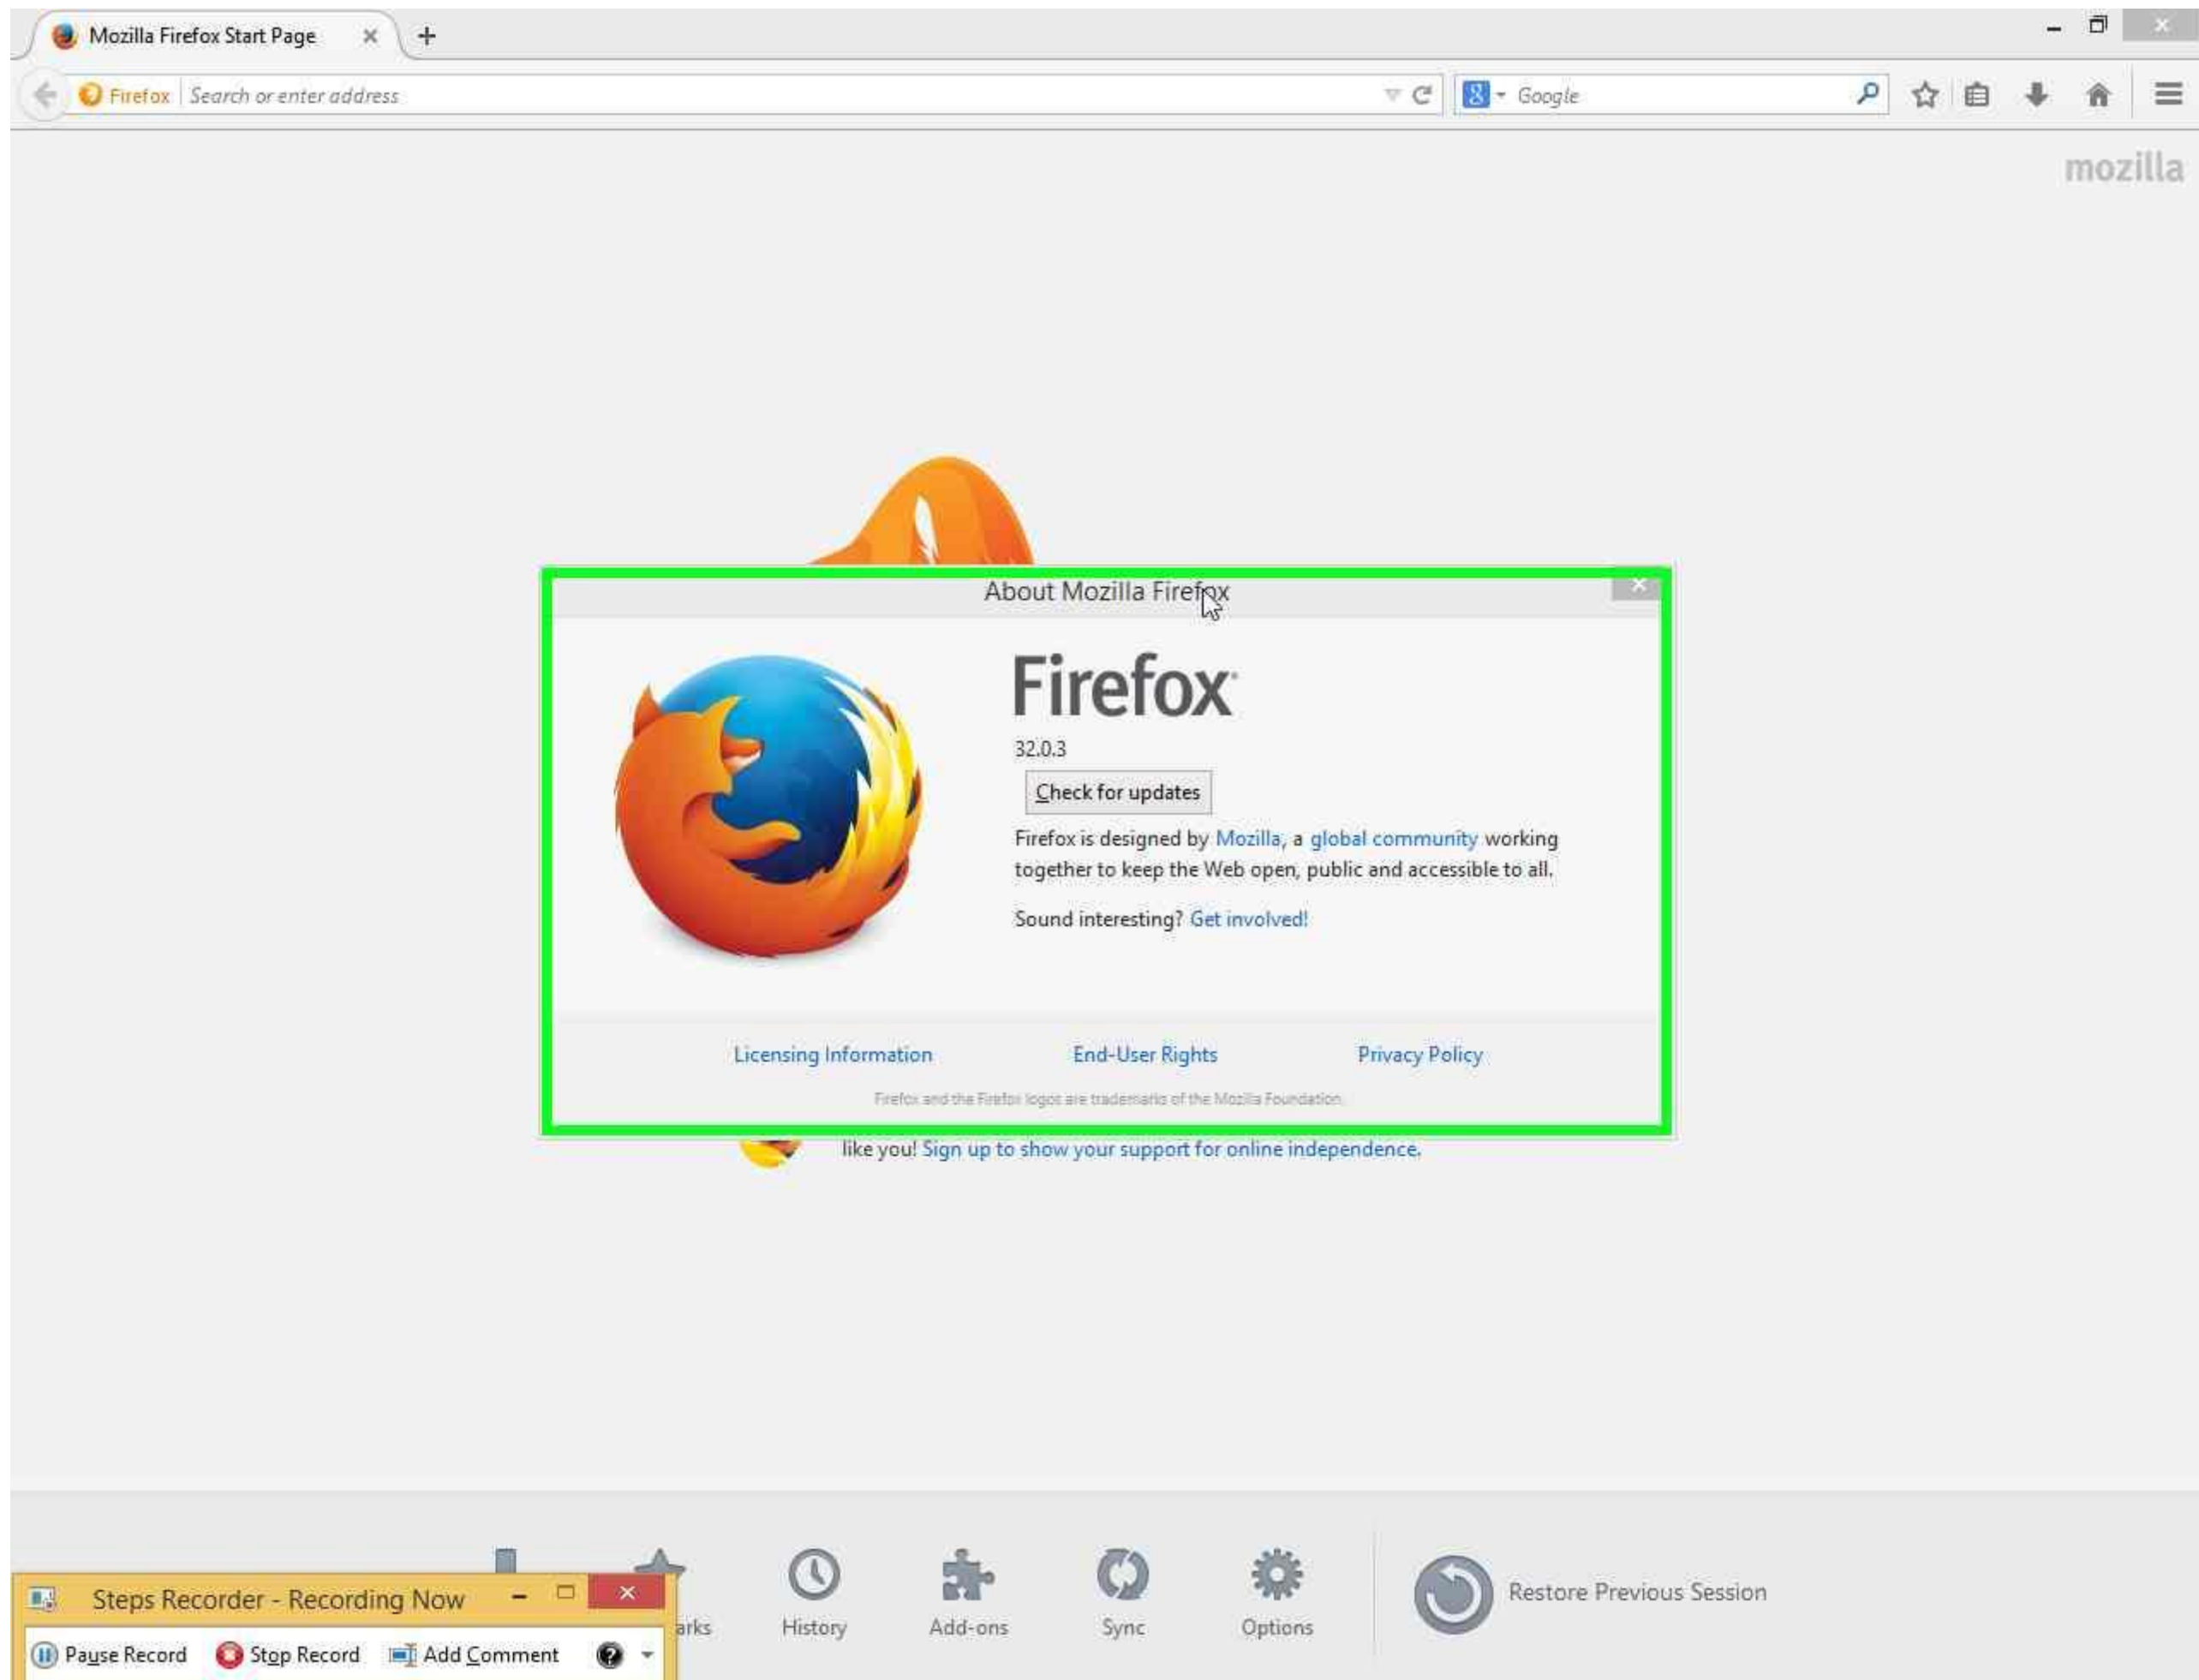 Mozilla Firefox Start Page
Firefox Search or enter address
8 Google
mozilla
About Mozilla Firefox
Firefox
32.0.3
Check for updates
Firefox is designed by Mozilla, a global community working
together to keep the Web open, public and accessible to all.
Sound interesting? Get involved!
Licensing Information End-User Rights Privacy Policy
Firefox and the Firefox logos are trademarks of the Mozilla Foundation.
like you! Sign up to show your support for online independence.
arks History Add-ons Sync Options Restore Previous Session
Steps Recorder - Recording Now
Pause Record Stop Record Add Comment